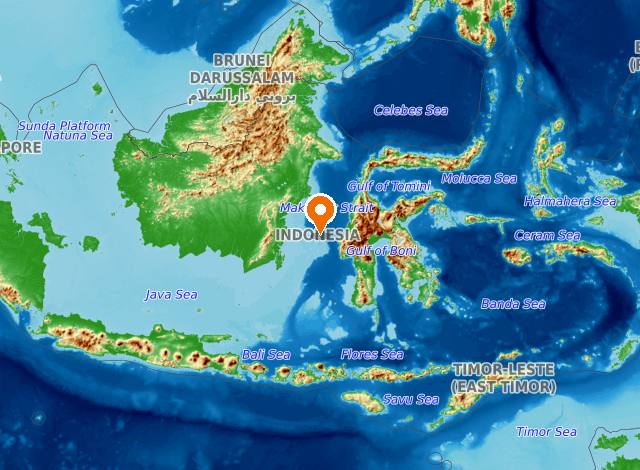 BRUNEI
DARUSSALAM
بروني دارالسلام
Celebes Sea
Sunda Platform
Natuna Sea
PORE
Gulf of Tomini
Molucca Sea
Halmahera Sea
Mak Strait
INDONESIA
Ceram Sea
Gulf of Boni
Java Sea
Banda Sea
Bali Sea
Flores Sea
TIMOR-LESTE
(EAST TIMOR)
Savu Sea
Timor Sea